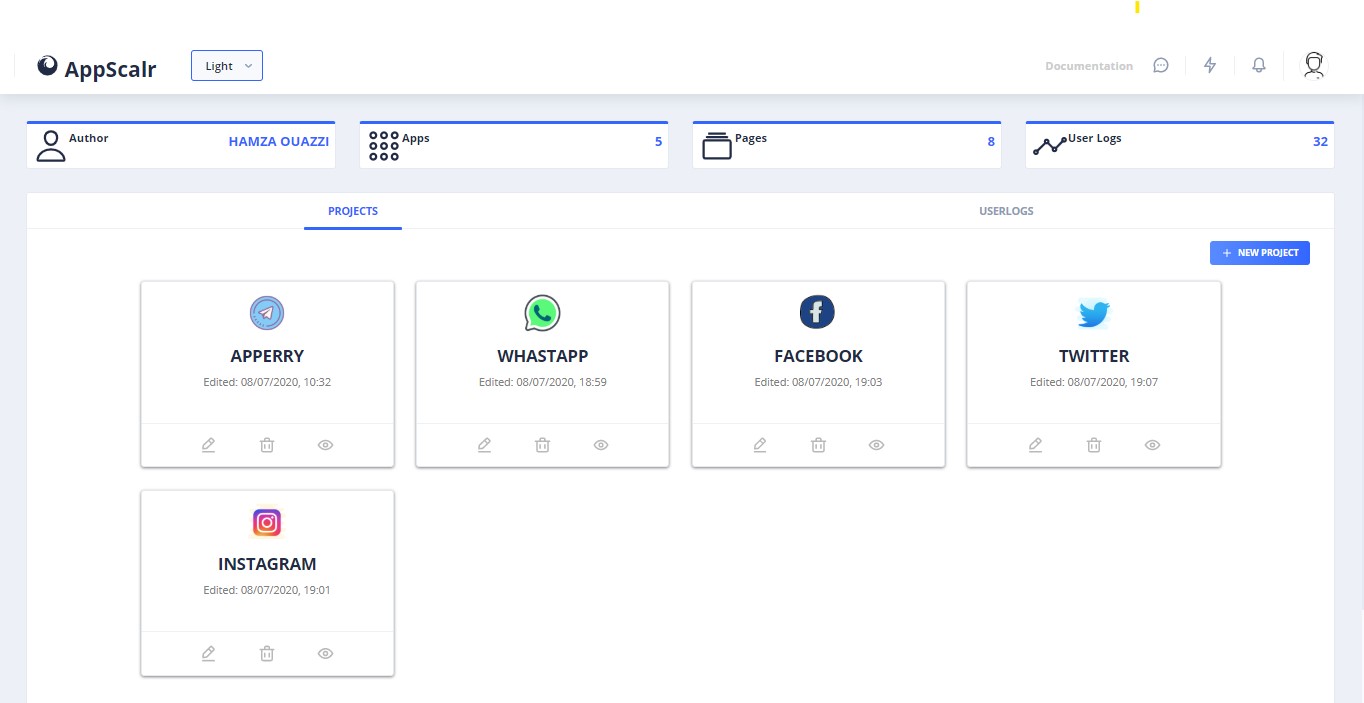 AppScalr
Light
Documentation
Author
HAMZA OUAZZI
Apps
5
Pages
8
User Logs
32
PROJECTS
USERLOGS
NEW PROJECT
APPERRY
Edited: 08/07/2020, 10:32
WHASTAPP
Edited: 08/07/2020, 18:59
FACEBOOK
Edited: 08/07/2020, 19:03
TWITTER
Edited: 08/07/2020, 19:07
INSTAGRAM
Edited: 08/07/2020, 19:01